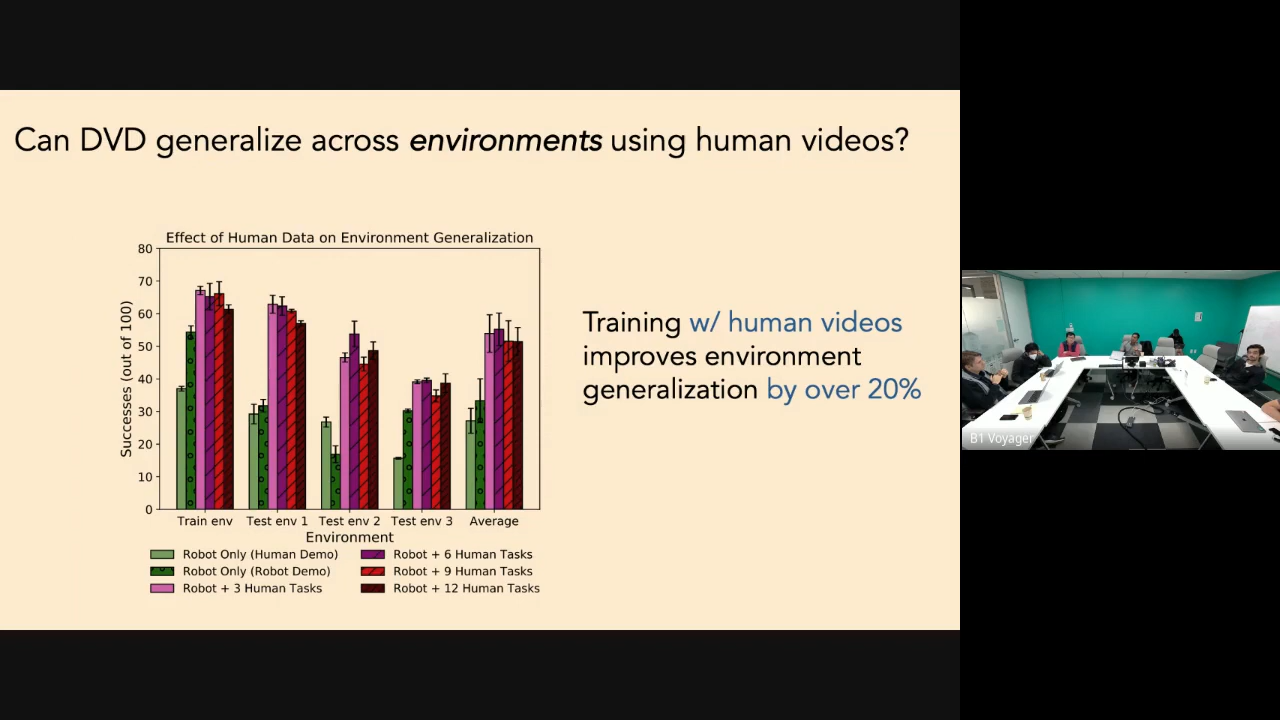 Can DVD generalize across environments using human videos?
Effect of Human Data on Environment Generalization
80
70
60
50
40
30
20
10
0
Successes (out of 100)
Train env Test env 1 Test env 2 Test env 3 Average
Environment
Robot Only (Human Demo)
Robot Only (Robot Demo)
Robot + 3 Human Tasks
Robot + 6 Human Tasks
Robot + 9 Human Tasks
Robot + 12 Human Tasks
Training w/ human videos
improves environment
generalization by over 20%
B1 Voyager